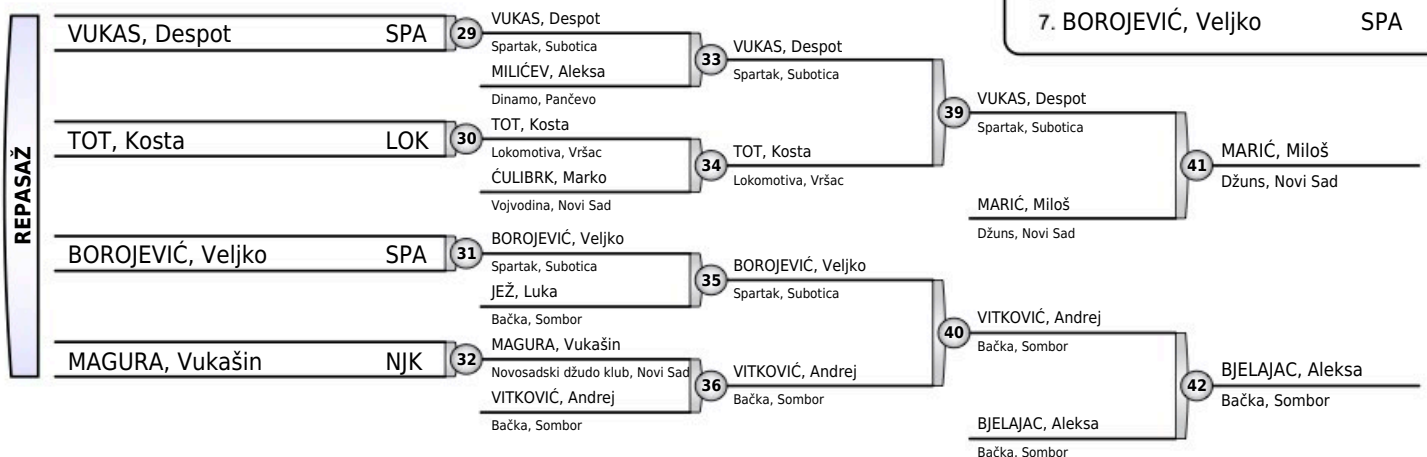 7. BOROJEVIĆ, Veljko SPA
REPASAŽ
VUKAS, Despot SPA
29
VUKAS, Despot
Spartak, Subotica
MILIĆEV, Aleksa
Dinamo, Pančevo
33
VUKAS, Despot
Spartak, Subotica
TOT, Kosta LOK
30
TOT, Kosta
Lokomotiva, Vršac
ĆULIBRK, Marko
Vojvodina, Novi Sad
34
TOT, Kosta
Lokomotiva, Vršac
39
VUKAS, Despot
Spartak, Subotica
MARIĆ, Miloš
Džuns, Novi Sad
41
MARIĆ, Miloš
Džuns, Novi Sad
BOROJEVIĆ, Veljko SPA
31
BOROJEVIĆ, Veljko
Spartak, Subotica
JEŽ, Luka
Bačka, Sombor
35
BOROJEVIĆ, Veljko
Spartak, Subotica
MAGURA, Vukašin NJK
32
MAGURA, Vukašin
Novosadski džudo klub, Novi Sad
VITKOVIĆ, Andrej
Bačka, Sombor
36
VITKOVIĆ, Andrej
Bačka, Sombor
40
VITKOVIĆ, Andrej
Bačka, Sombor
BJELAJAC, Aleksa
Bačka, Sombor
42
BJELAJAC, Aleksa
Bačka, Sombor